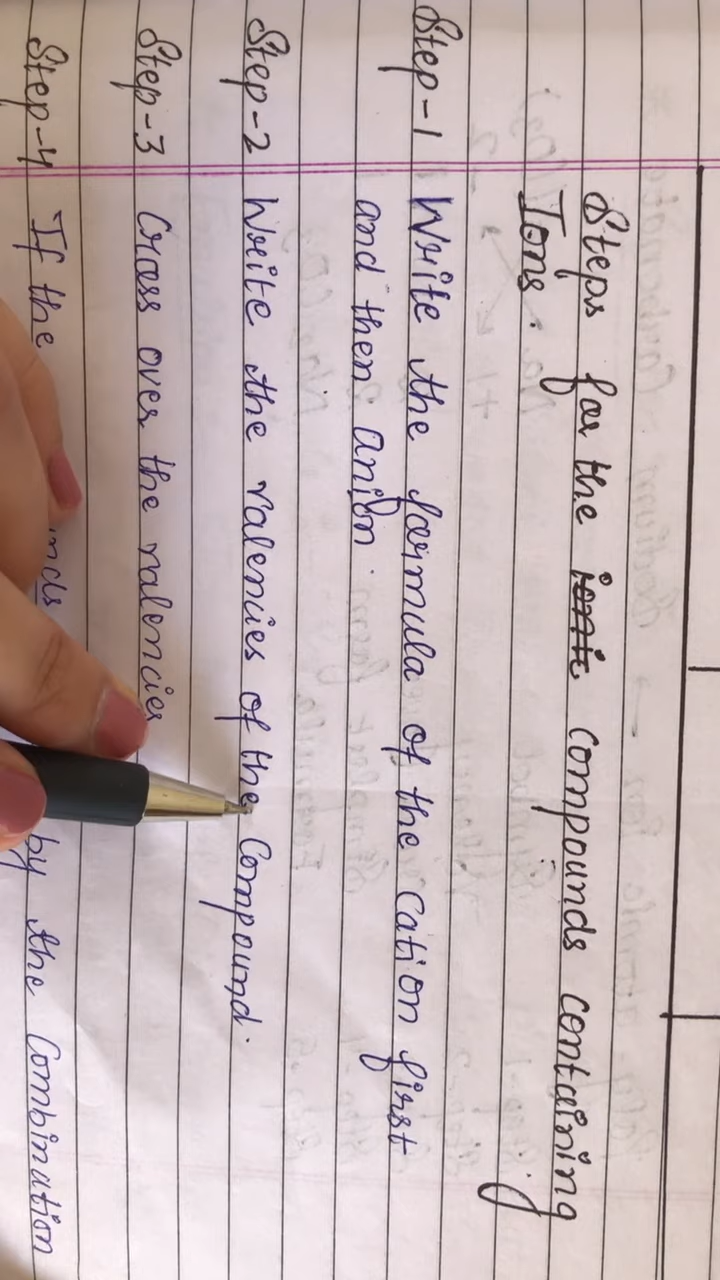 Steps for the ionic compounds containing
Ions.
Step-1 Write the formula of the cation first
and then anion.
Step-2 Write the valencies of the Compound.
Step-3 Cross over the valencies
Step-4 If the by the Combination